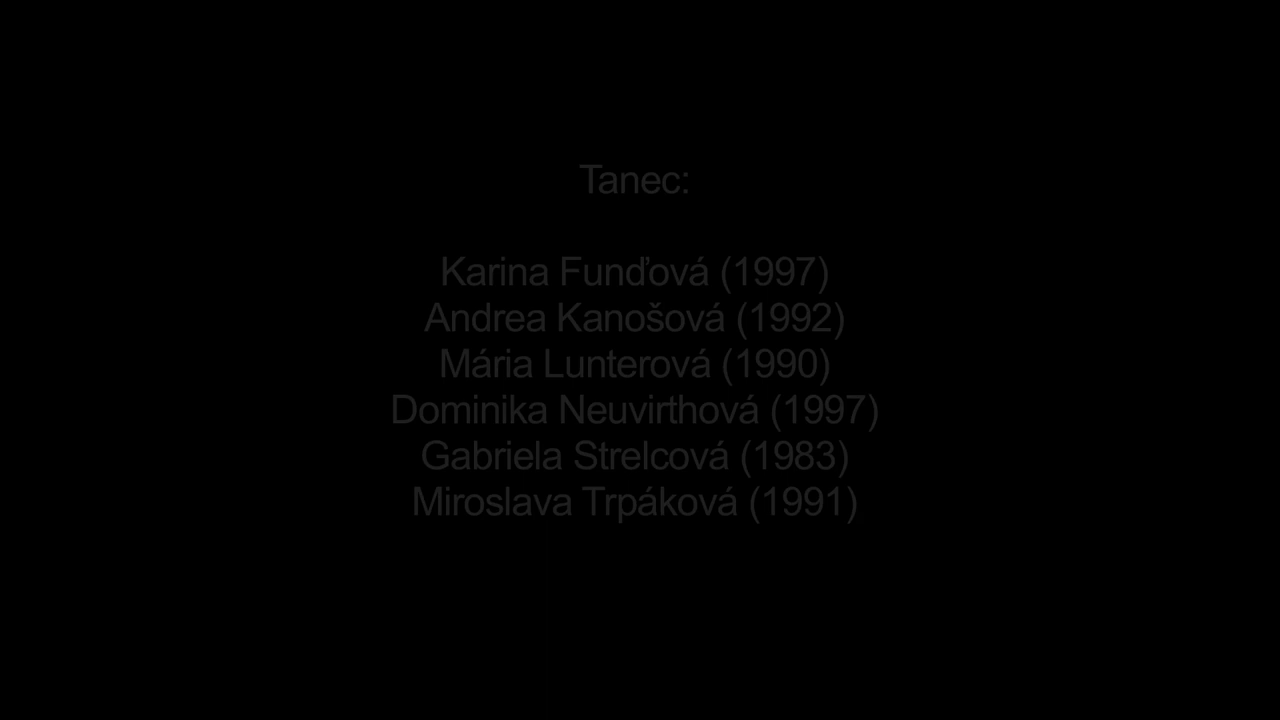 Tanec:
Karina Funďová (1997)
Andrea Kanošová (1992)
Mária Lunterová (1990)
Dominika Neuvirthová (1997)
Gabriela Strelcová (1983)
Miroslava Trpáková (1991)